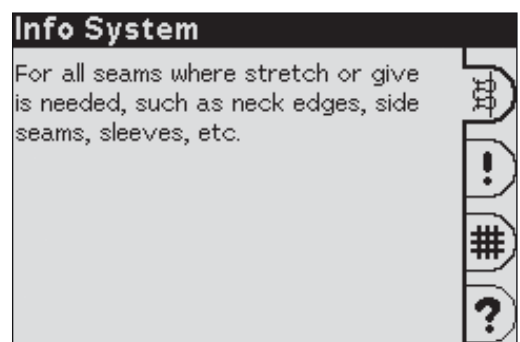 Info System
For all seams where stretch or give
is needed, such as neck edges, side
seams, sleeves, etc.
!
#
?